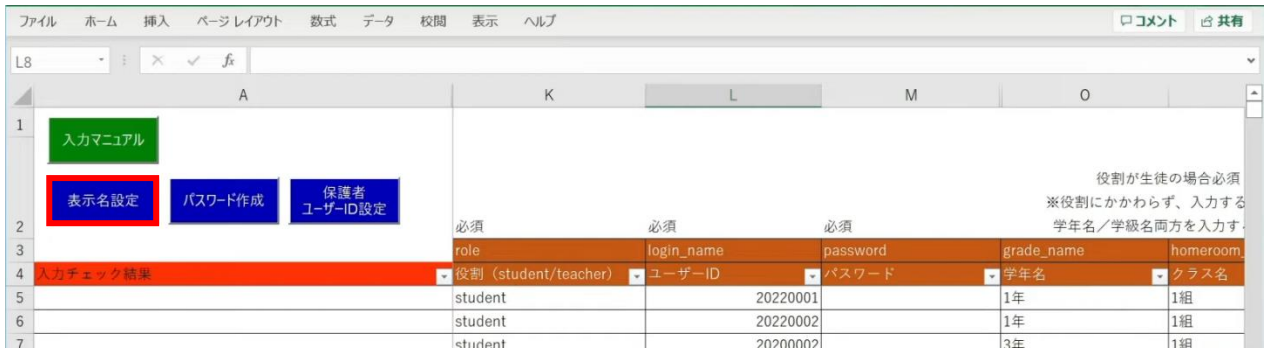 ファイル ホーム 挿入 ページ レイアウト 数式 データ 校閲 表示 ヘルプ コメント 共有
L8 fx
A K L M O
1
入力マニュアル
表示名設定 パスワード作成 保護者
ユーザーID設定
役割が生徒の場合必須
※役割にかかわらず、入力する
2 必須 必須 必須 学年名／学級名両方を入力す
3 role login_name password grade_name homeroom_
4 入力チェック結果 役割（student/teacher） ユーザーID パスワード 学年名 クラス名
5 student 20220001 1年 1組
6 student 20220002 1年 1組
7 student 20200002 3年 1組